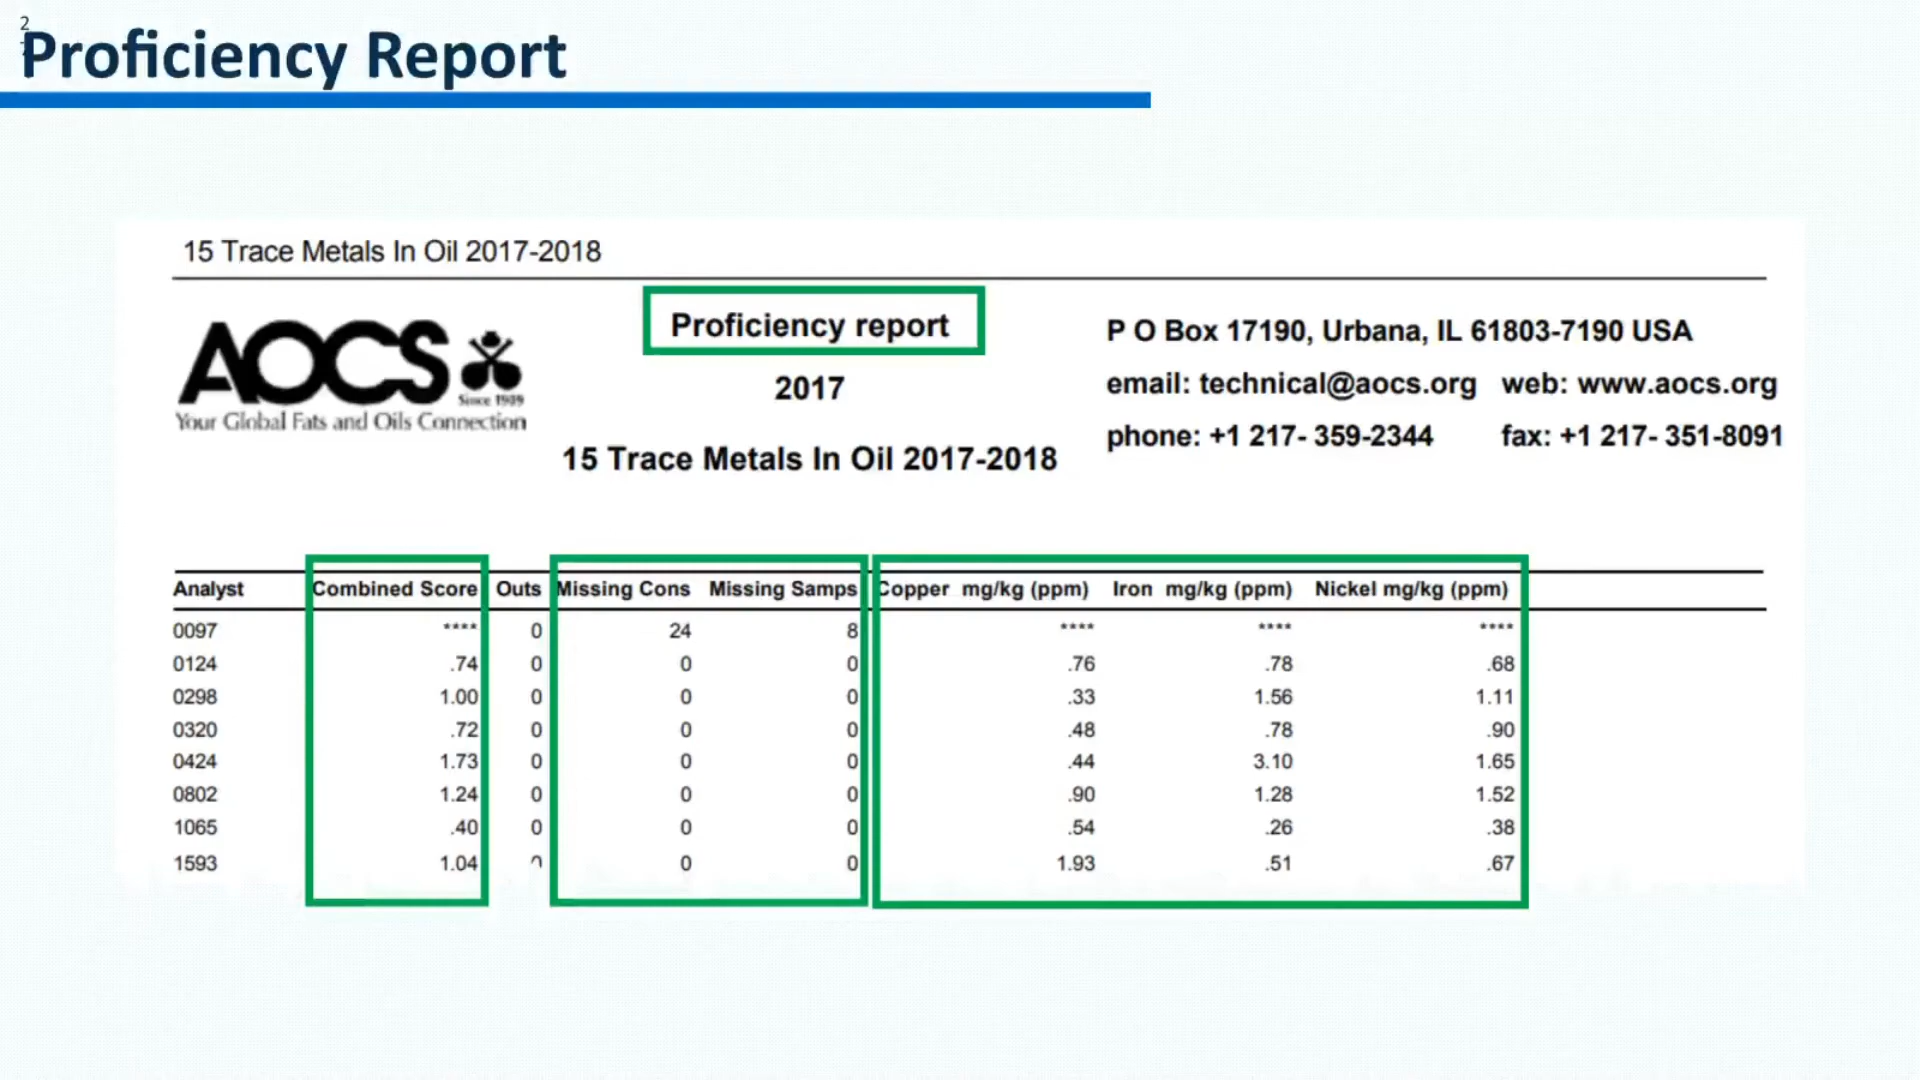 2
Proficiency Report
15 Trace Metals In Oil 2017-2018
AOCS
Since 1909
Your Global Fats and Oils Connection
Proficiency report
2017
15 Trace Metals In Oil 2017-2018
P O Box 17190, Urbana, IL 61803-7190 USA
email: technical@aocs.org web: www.aocs.org
phone: +1 217- 359-2344 fax: +1 217- 351-8091
Analyst Combined Score Outs Missing Cons Missing Samps Copper mg/kg (ppm) Iron mg/kg (ppm) Nickel mg/kg (ppm)
0097 **** 0 24 8 **** **** ****
0124 .74 0 0 0 .76 .78 .68
0298 1.00 0 0 0 .33 1.56 1.11
0320 .72 0 0 0 .48 .78 .90
0424 1.73 0 0 0 .44 3.10 1.65
0802 1.24 0 0 0 .90 1.28 1.52
1065 .40 0 0 0 .54 .26 .38
1593 1.04 0 0 0 1.93 .51 .67